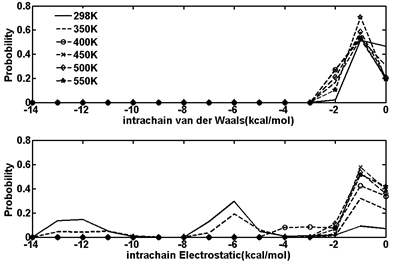 0.8
0.6
0.4
0.2
0
Probobility
298K
350K
400K
450K
500K
550K
-14 -12 -10 -8 -6 -4 -2 0
intrachain van der Waals(kcal/mol)
0.8
0.6
0.4
0.2
0
Probobility
-14 -12 -10 -8 -6 -4 -2 0
intrachain Electrostatic(kcal/mol)